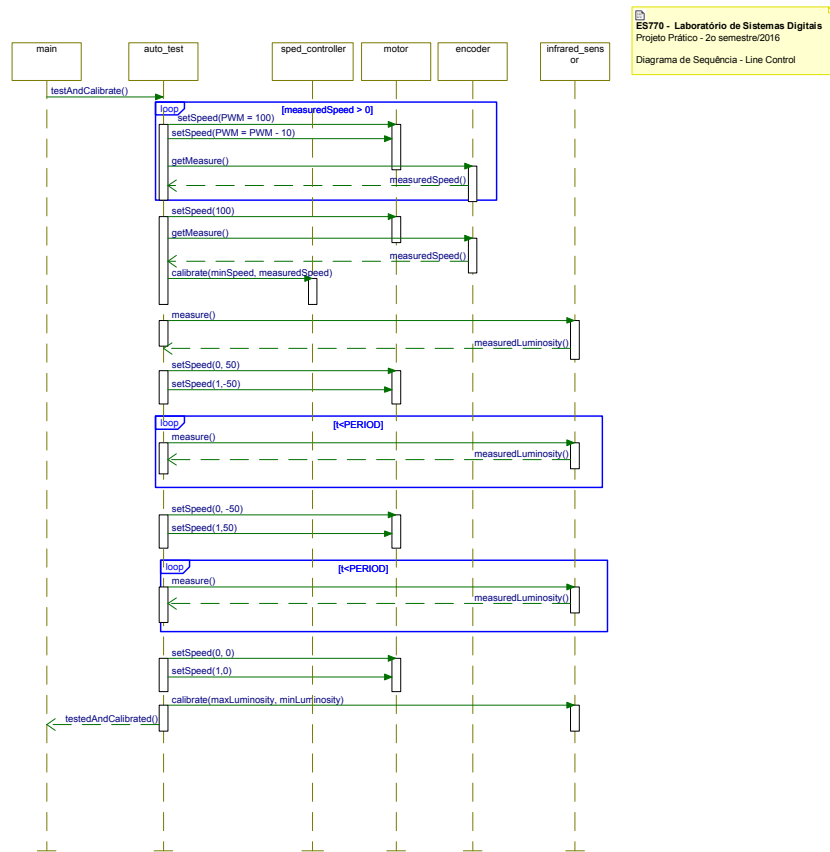 ES770 - Laboratório de Sistemas Digitais
Projeto Prático - 2o semestre/2016
Diagrama de Sequência - Line Control
main
auto_test
sped_controller
motor
encoder
infrared_sens
or
testAndCalibrate()
loop
[measuredSpeed > 0]
setSpeed(PWM = 100)
setSpeed(PWM = PWM - 10)
getMeasure()
measuredSpeed()
setSpeed(100)
getMeasure()
measuredSpeed()
calibrate(minSpeed, measuredSpeed)
measure()
measuredLuminosity()
setSpeed(0, 50)
setSpeed(1,-50)
loop
[t<PERIOD]
measure()
measuredLuminosity()
setSpeed(0, -50)
setSpeed(1,50)
loop
[t<PERIOD]
measure()
measuredLuminosity()
setSpeed(0, 0)
setSpeed(1,0)
calibrate(maxLuminosity, minLuminosity)
testedAndCalibrated()